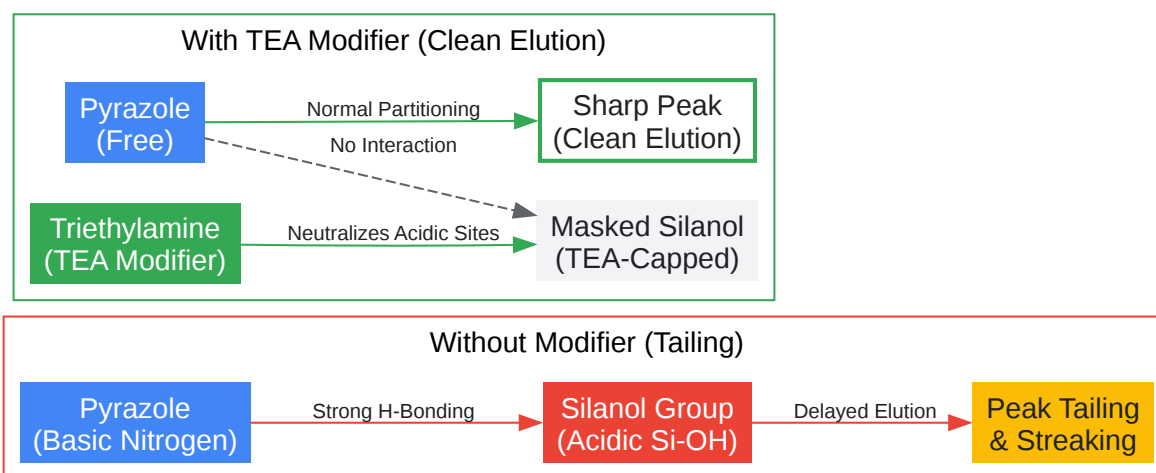 With TEA Modifier (Clean Elution)
Pyrazole
(Free)
Normal Partitioning
Sharp Peak
(Clean Elution)
No Interaction
Triethylamine
(TEA Modifier)
Neutralizes Acidic Sites
Masked Silanol
(TEA-Capped)
Without Modifier (Tailing)
Pyrazole
(Basic Nitrogen)
Strong H-Bonding
Silanol Group
(Acidic Si-OH)
Delayed Elution
Peak Tailing
& Streaking